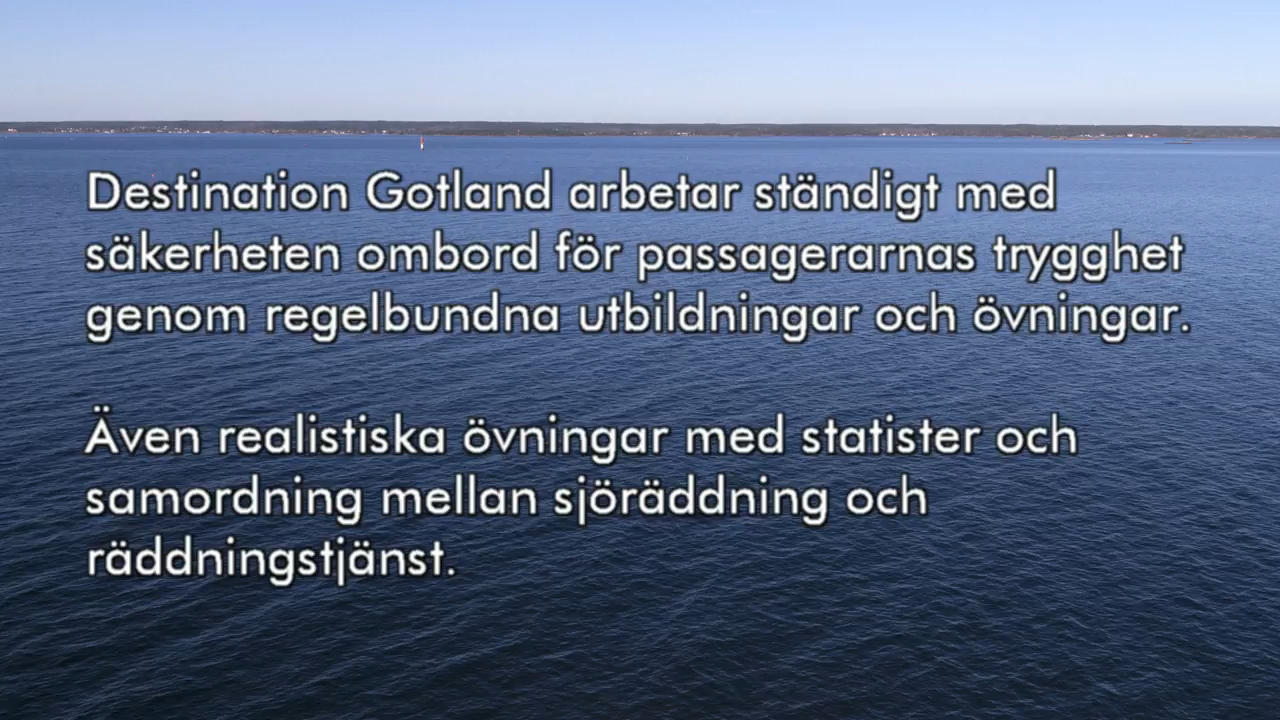 Destination Gotland arbetar ständigt med
säkerheten ombord för passagerarnas trygghet
genom regelbundna utbildningar och övningar.
Även realistiska övningar med statister och
samordning mellan sjöräddning och
räddningstjänst.